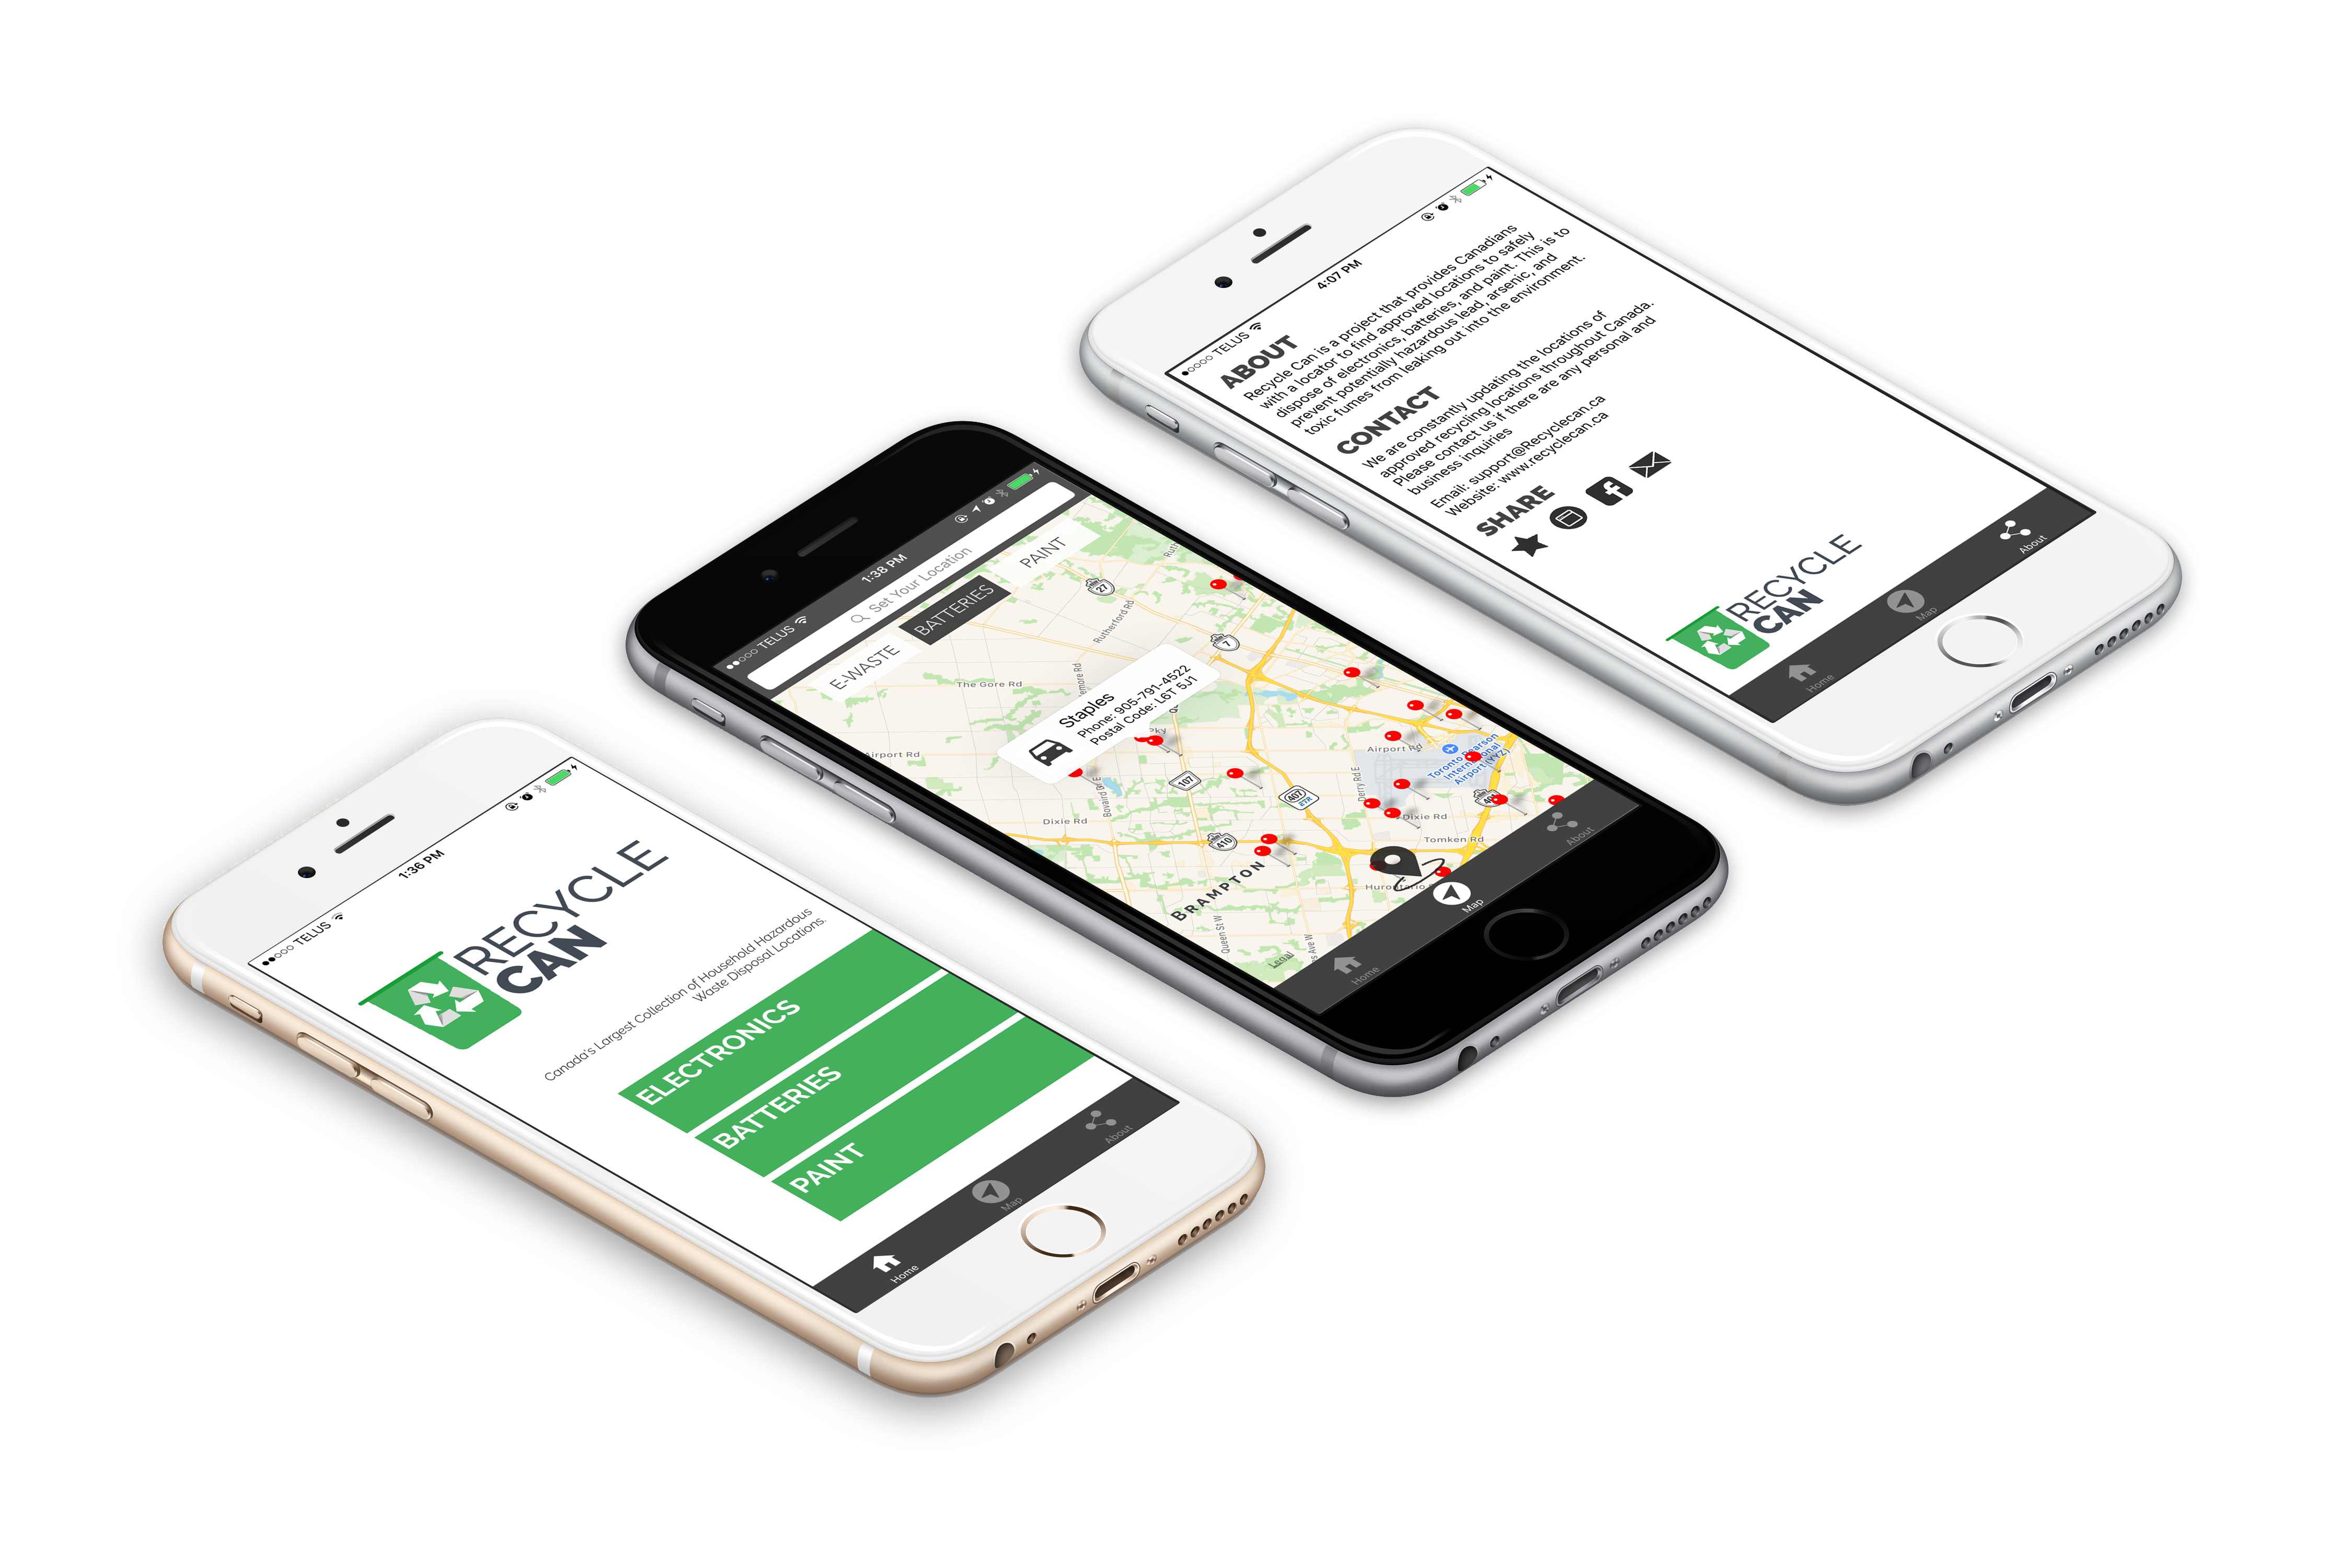 TELUS
1:36 PM
RECYCLE
CAN
Canada's Largest Collection of Household Hazardous
Waste Disposal Locations.
ELECTRONICS
BATTERIES
PAINT
Home
Map
About
TELUS
1:38 PM
Set Your Location
E-WASTE
BATTERIES
PAINT
27
Rutherford Rd
7
The Gore Rd
Staples
Phone: 905-791-4522
Postal Code: L6T 5J1
Airport Rd
Airport Rd
Toronto Pearson
International
Airport (YYZ)
107
407
ETR
Bovaird Dr E
Derry Rd E
Dixie Rd
Dixie Rd
410
Tomken Rd
BRAMPTON
Queen St W
Legal
Home
Map
About
TELUS
4:07 PM
ABOUT
Recycle Can is a project that provides Canadians
with a locator to find approved locations to safely
dispose of electronics, batteries, and paint. This is to
prevent potentially hazardous lead, arsenic, and
toxic fumes from leaking out into the environment.
CONTACT
We are constantly updating the locations of
approved recycling locations throughout Canada.
Please contact us if there are any personal and
business inquiries
Email: support@Recyclecan.ca
Website: www.recyclecan.ca
SHARE
RECYCLE
CAN
Home
Map
About